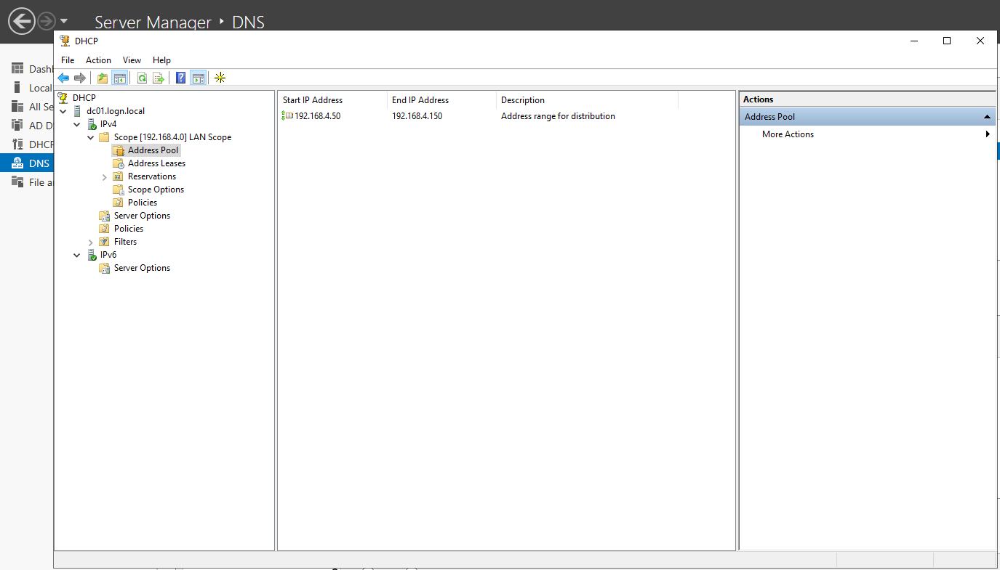 Server Manager ‣ DNS
DHCP
File Action View Help
Dash
Local
All Se
AD D
DHCP
DNS
File a
DHCP
dc01.logn.local
IPv4
Scope [192.168.4.0] LAN Scope
Address Pool
Address Leases
Reservations
Scope Options
Policies
Server Options
Policies
Filters
IPv6
Server Options
Start IP Address End IP Address Description
192.168.4.50 192.168.4.150 Address range for distribution
Actions
Address Pool
More Actions